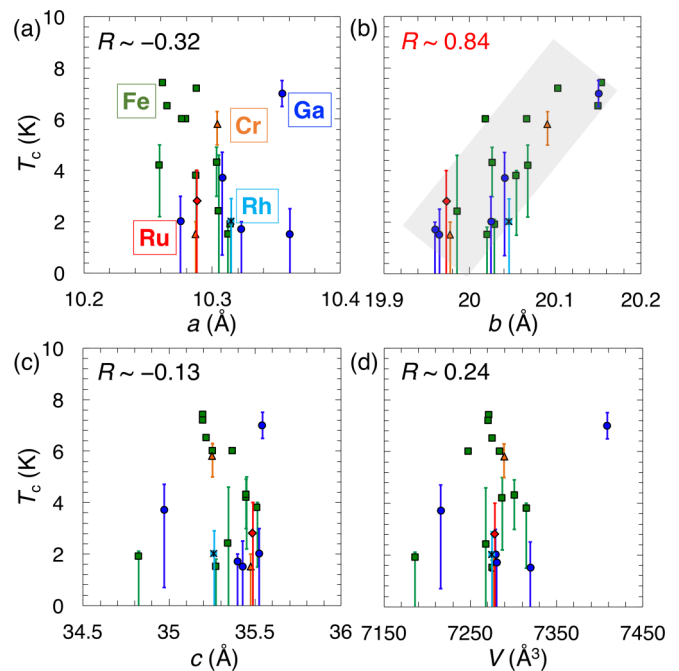 (a)
R ~ −0.32
Fe
Cr
Ga
Ru
Rh
Tc (K)
10
8
6
4
2
0
10.2
10.3
10.4
a (Å)
(b)
R ~ 0.84
19.9
20
20.1
20.2
b (Å)
(c)
R ~ −0.13
Tc (K)
10
8
6
4
2
0
34.5
35
35.5
36
c (Å)
(d)
R ~ 0.24
7150
7250
7350
7450
V (Å³)